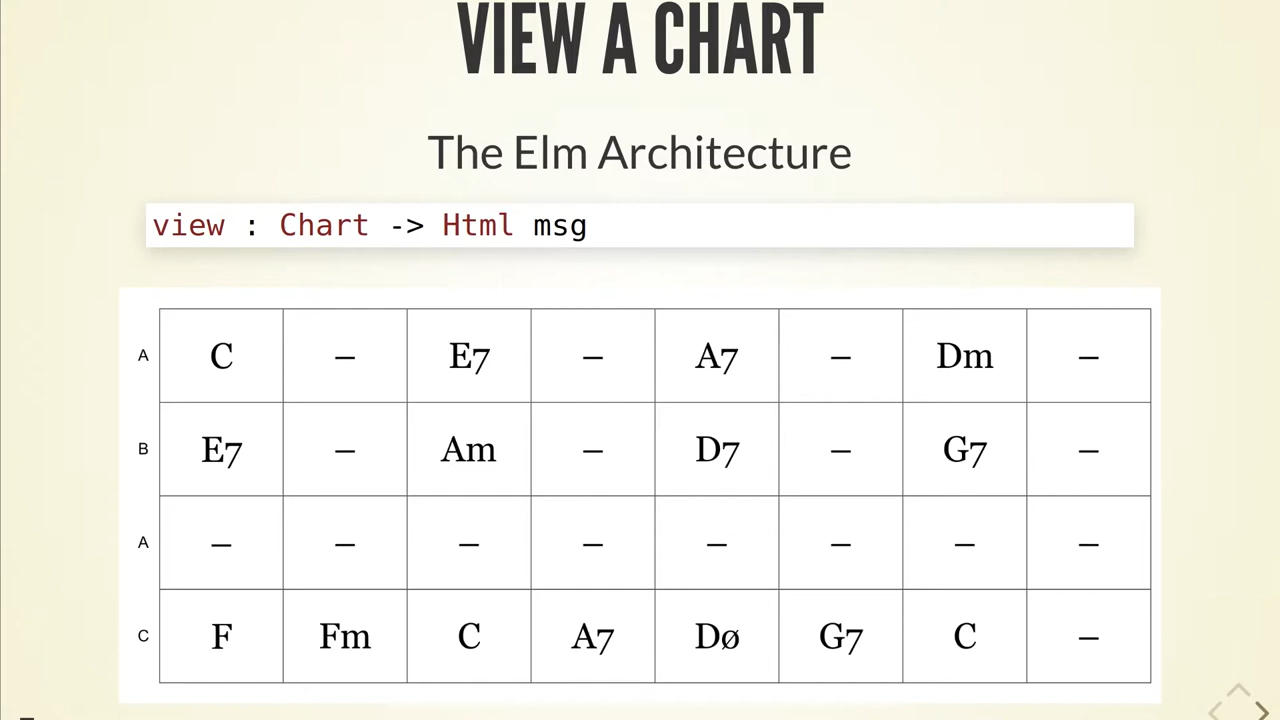 VIEW A CHART
The Elm Architecture
view : Chart -> Html msg
A C – E7 – A7 – Dm –
B E7 – Am – D7 – G7 –
A – – – – – – – –
C F Fm C A7 Dø G7 C –